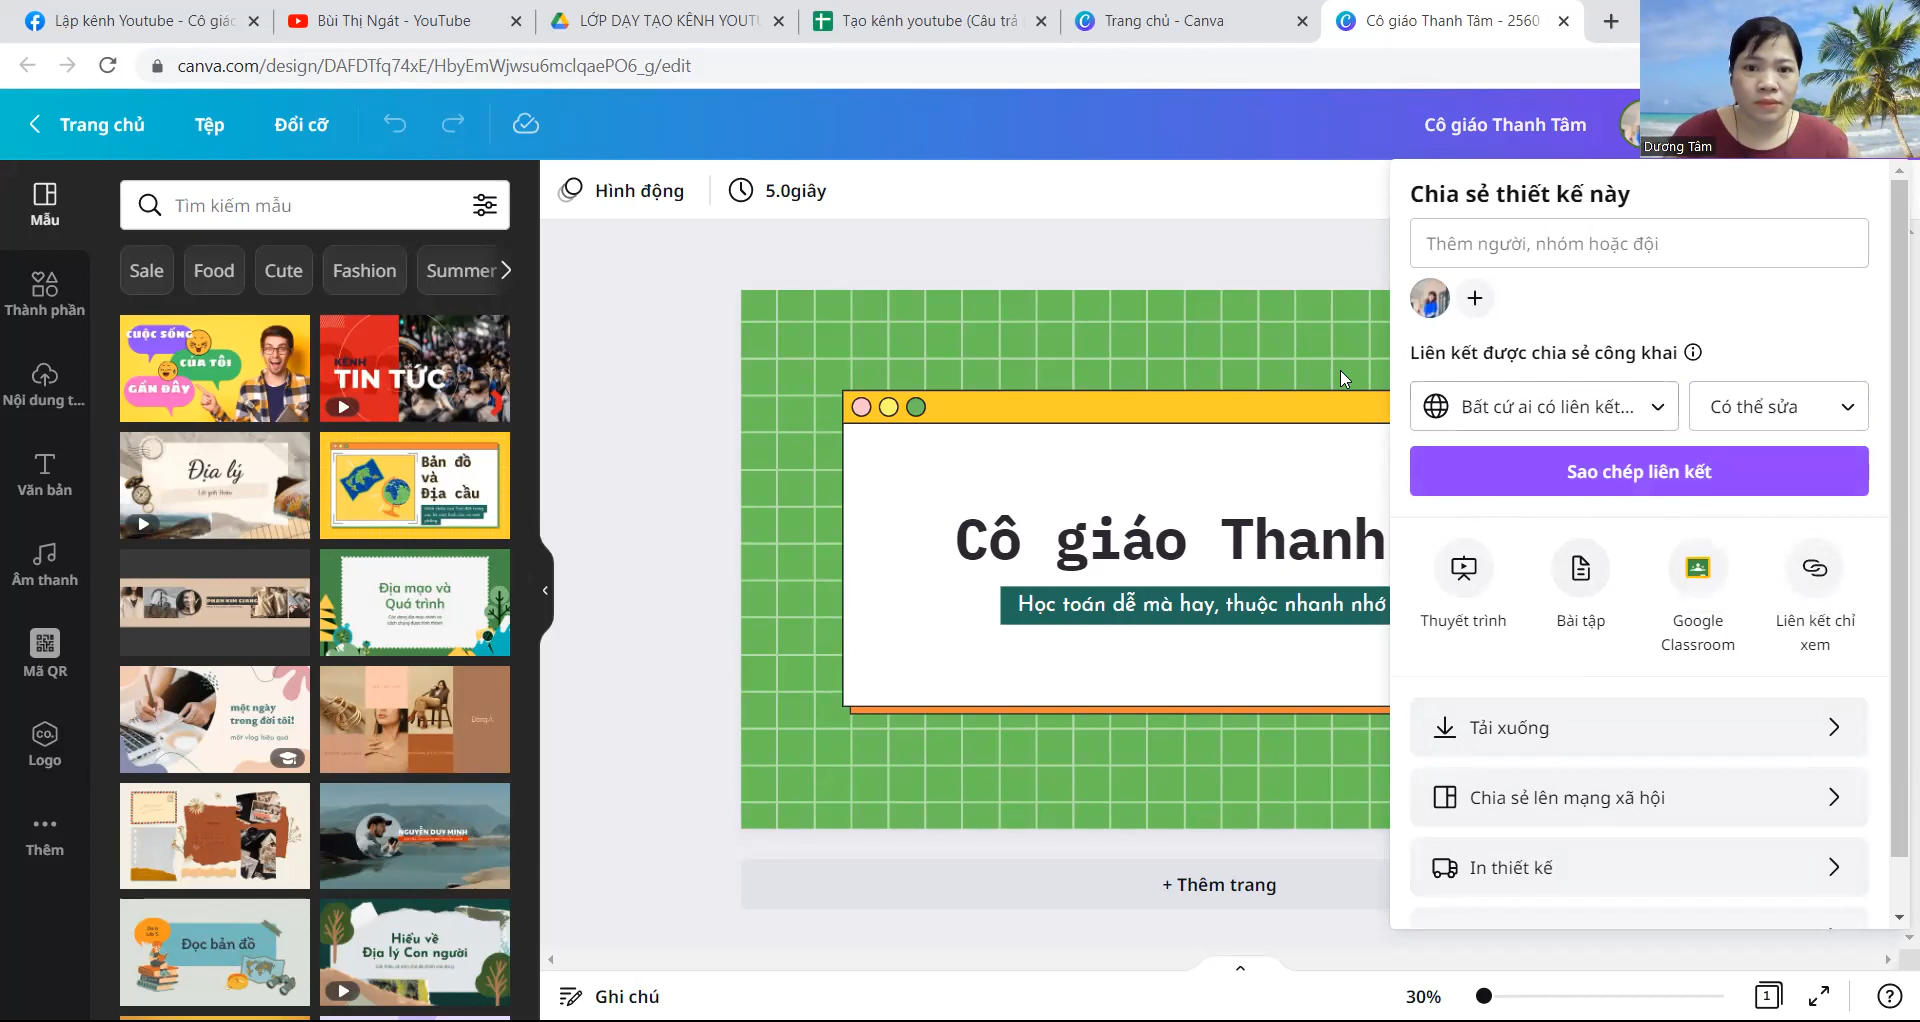 Lập kênh Youtube - Cô giáo
Bùi Thị Ngát - YouTube
LỚP DẠY TẠO KÊNH YOUTU
Tạo kênh youtube (Câu trả
Trang chủ - Canva
Cô giáo Thanh Tâm - 2560
canva.com/design/DAFDTfq74xE/HbyEmWjwsu6mclqaePO6_g/edit
Trang chủ
Tệp
Đổi cỡ
Cô giáo Thanh Tâm
Dương Tâm
Mẫu
Thành phần
Nội dung t...
Văn bản
Âm thanh
Mã QR
CO.
Logo
Thêm
Tìm kiếm mẫu
Sale
Food
Cute
Fashion
Summer
CUỘC SỐNG
CỦA TÔI
GẦN ĐÂY
KÊNH
TIN TỨC
Địa lý
Bản đồ
và
Địa cầu
Địa mạo và
Quá trình
một ngày
trong đời tôi!
một vlog hiệu quả
NGUYỄN DUY MINH
Đọc bản đồ
Hiểu về
Địa lý Con người
Hình động
5.0giây
Cô giáo Thanh
Học toán dễ mà hay, thuộc nhanh nhớ
+ Thêm trang
Ghi chú
30%
1
Chia sẻ thiết kế này
Thêm người, nhóm hoặc đội
Liên kết được chia sẻ công khai
Bất cứ ai có liên kết...
Có thể sửa
Sao chép liên kết
Thuyết trình
Bài tập
Google
Classroom
Liên kết chỉ
xem
Tải xuống
Chia sẻ lên mạng xã hội
In thiết kế